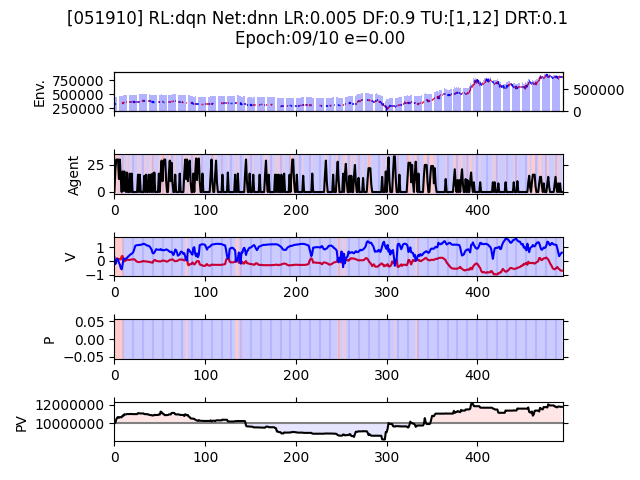 [051910] RL:dqn Net:dnn LR:0.005 DF:0.9 TU:[1,12] DRT:0.1
Epoch:09/10 e=0.00
Env.
750000
500000
250000
500000
0
Agent
25
0
0 100 200 300 400
V
1
0
−1
0 100 200 300 400
P
0.05
0.00
−0.05
0 100 200 300 400
PV
12000000
10000000
0 100 200 300 400